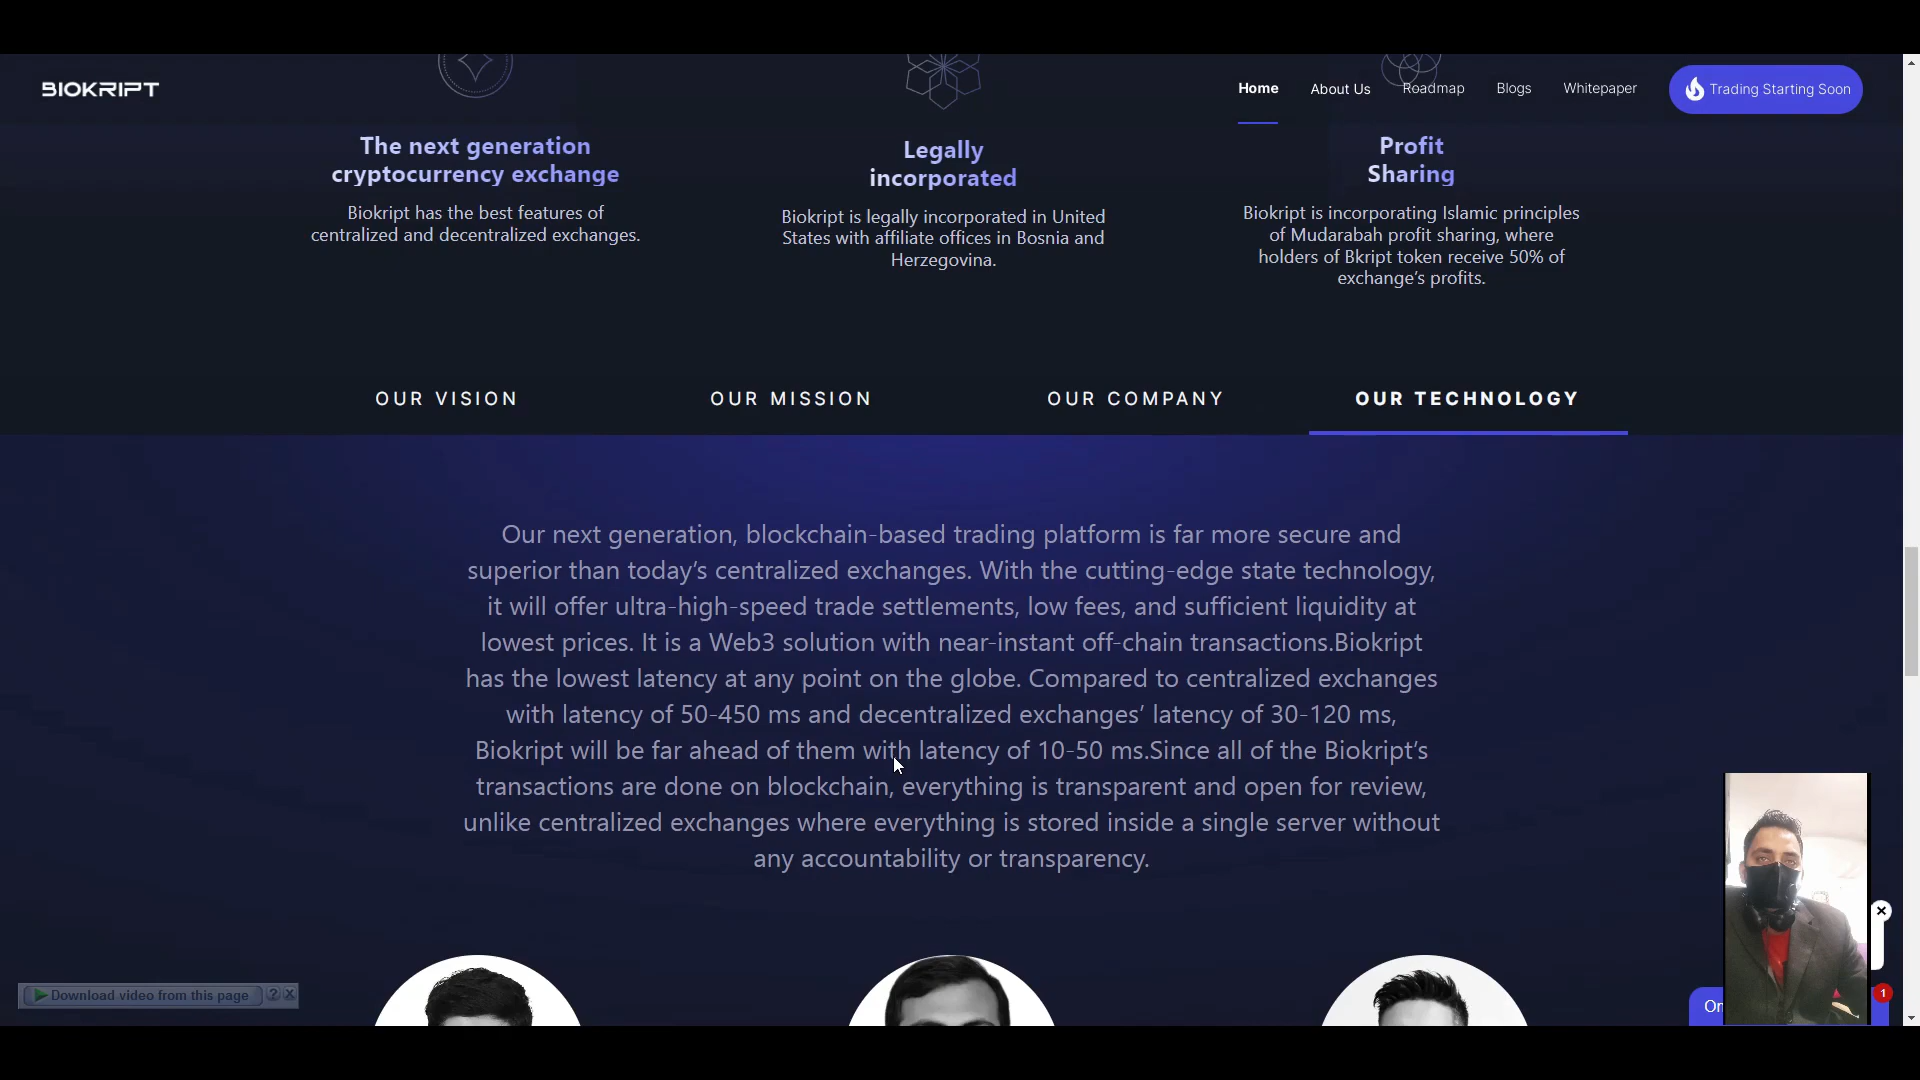 BIOKRIPT
Home
About Us
Roadmap
Blogs
Whitepaper
Trading Starting Soon
The next generation
cryptocurrency exchange
Biokript has the best features of
centralized and decentralized exchanges.
Legally
incorporated
Biokript is legally incorporated in United
States with affiliate offices in Bosnia and
Herzegovina.
Profit
Sharing
Biokript is incorporating Islamic principles
of Mudarabah profit sharing, where
holders of Bkript token receive 50% of
exchange's profits.
OUR VISION
OUR MISSION
OUR COMPANY
OUR TECHNOLOGY
Our next generation, blockchain-based trading platform is far more secure and
superior than today's centralized exchanges. With the cutting-edge state technology,
it will offer ultra-high-speed trade settlements, low fees, and sufficient liquidity at
lowest prices. It is a Web3 solution with near-instant off-chain transactions.Biokript
has the lowest latency at any point on the globe. Compared to centralized exchanges
with latency of 50-450 ms and decentralized exchanges’ latency of 30-120 ms,
Biokript will be far ahead of them with latency of 10-50 ms.Since all of the Biokript’s
transactions are done on blockchain, everything is transparent and open for review,
unlike centralized exchanges where everything is stored inside a single server without
any accountability or transparency.
Download video from this page
?
1